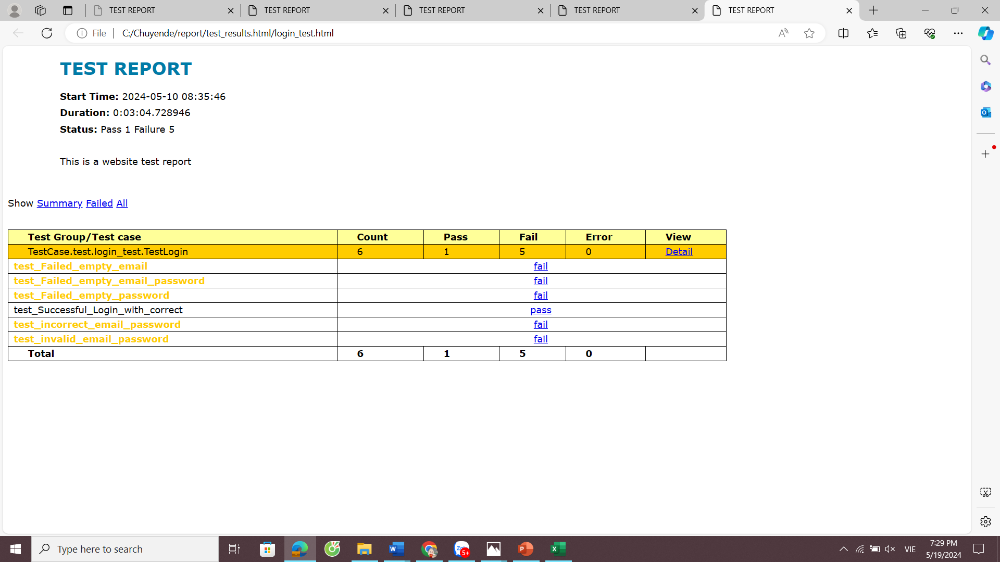 TEST REPORT
TEST REPORT
TEST REPORT
TEST REPORT
TEST REPORT
File
C:/Chuyende/report/test_results.html/login_test.html
TEST REPORT
Start Time: 2024-05-10 08:35:46
Duration: 0:03:04.728946
Status: Pass 1 Failure 5
This is a website test report
Show Summary Failed All
Test Group/Test case Count Pass Fail Error View
TestCase.test.login_test.TestLogin 6 1 5 0 Detail
test_Failed_empty_email fail
test_Failed_empty_email_password fail
test_Failed_empty_password fail
test_Successful_Login_with_correct pass
test_incorrect_email_password fail
test_invalid_email_password fail
Total 6 1 5 0
Type here to search
5+
VIE
7:29 PM
5/19/2024